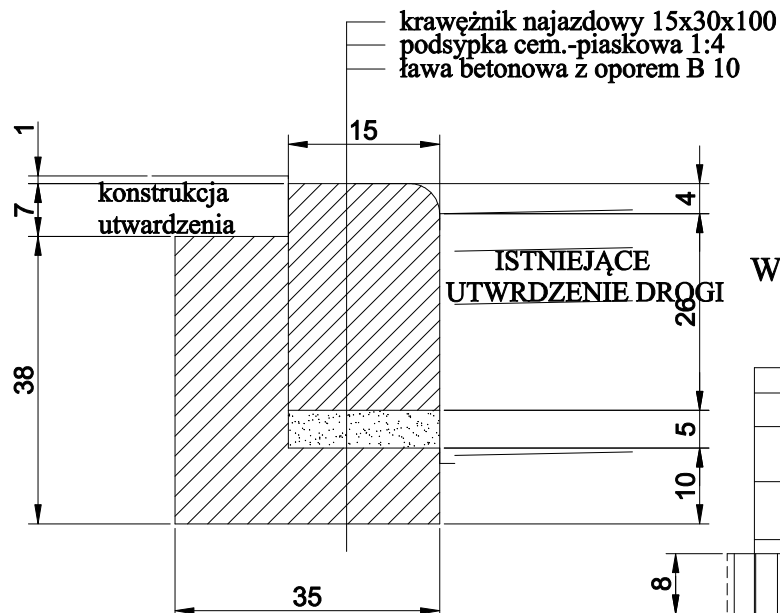 krawężnik najazdowy 15x30x100
podsypka cem.-piaskowa 1:4
ława betonowa z oporem B 10
15
1
7
konstrukcja
utwardzenia
4
ISTNIEJĄCE
UTWRDZENIE DROGI
W
26
38
5
10
8
35